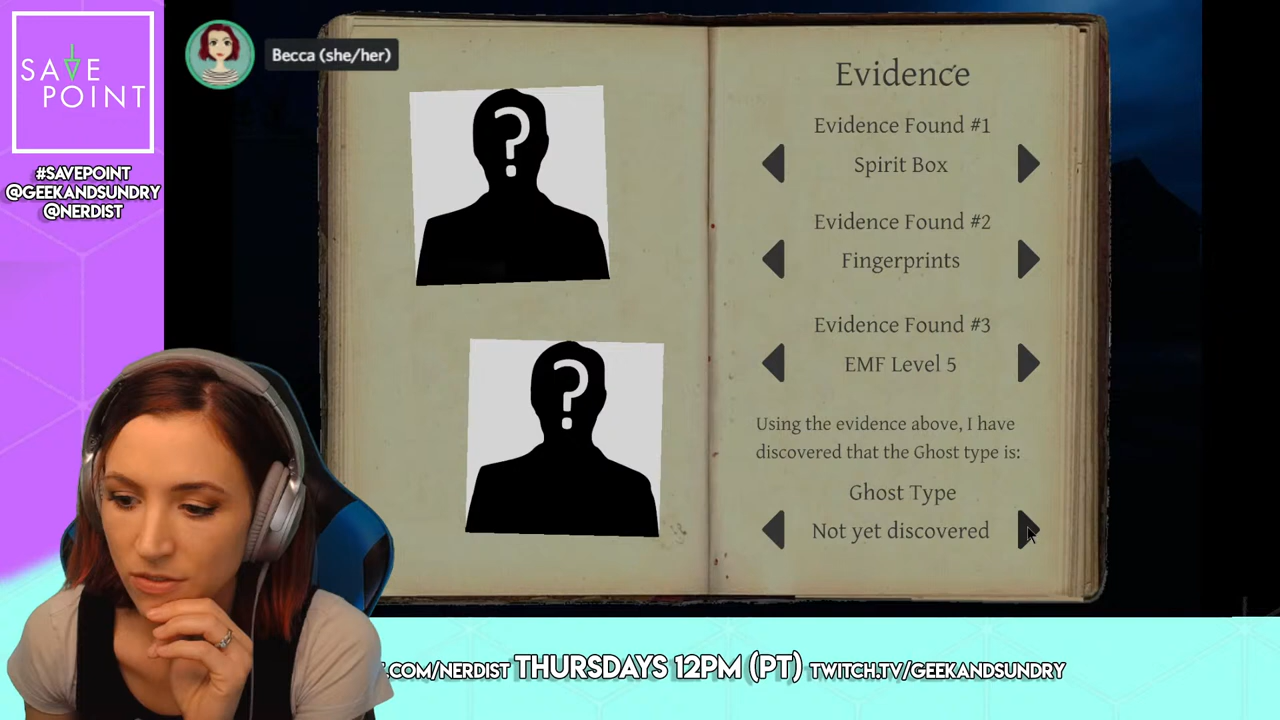 SAVE
POINT
#SAVEPOINT
@GEEKANDSUNDRY
@NERDIST
Becca (she/her)
?
?
Evidence
Evidence Found #1
Spirit Box
Evidence Found #2
Fingerprints
Evidence Found #3
EMF Level 5
Using the evidence above, I have
discovered that the Ghost type is:
Ghost Type
Not yet discovered
.COM/NERDIST THURSDAYS 12PM (PT) TWITCH.TV/GEEKANDSUNDRY